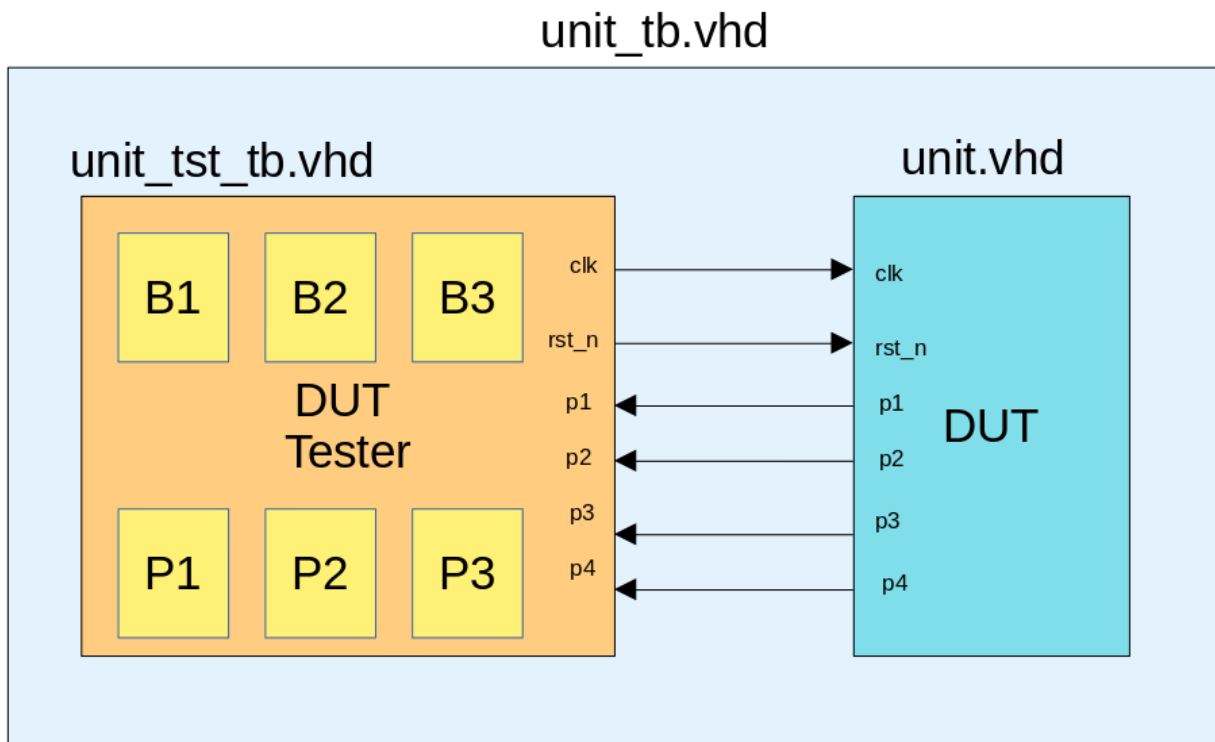 unit_tb.vhd
unit_tst_tb.vhd
unit.vhd
B1
B2
B3
DUT
Tester
P1
P2
P3
clk
rst_n
p1
p2
p3
p4
clk
rst_n
p1
p2
p3
p4
DUT